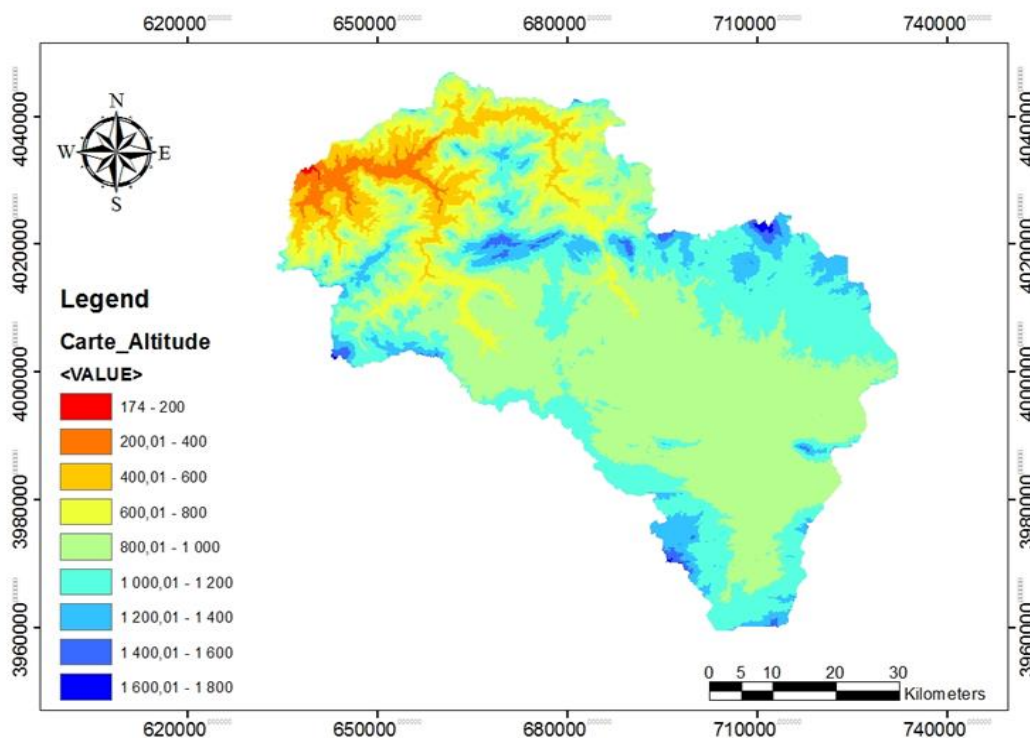 620000 650000 680000 710000 740000
N
W E
S
4040000 4040000
4020000 4020000
4000000 4000000
3980000 3980000
3960000 3960000
Legend
Carte_Altitude
<VALUE>
174 - 200
200,01 - 400
400,01 - 600
600,01 - 800
800,01 - 1 000
1 000,01 - 1 200
1 200,01 - 1 400
1 400,01 - 1 600
1 600,01 - 1 800
0 5 10 20 30
Kilometers
620000 650000 680000 710000 740000